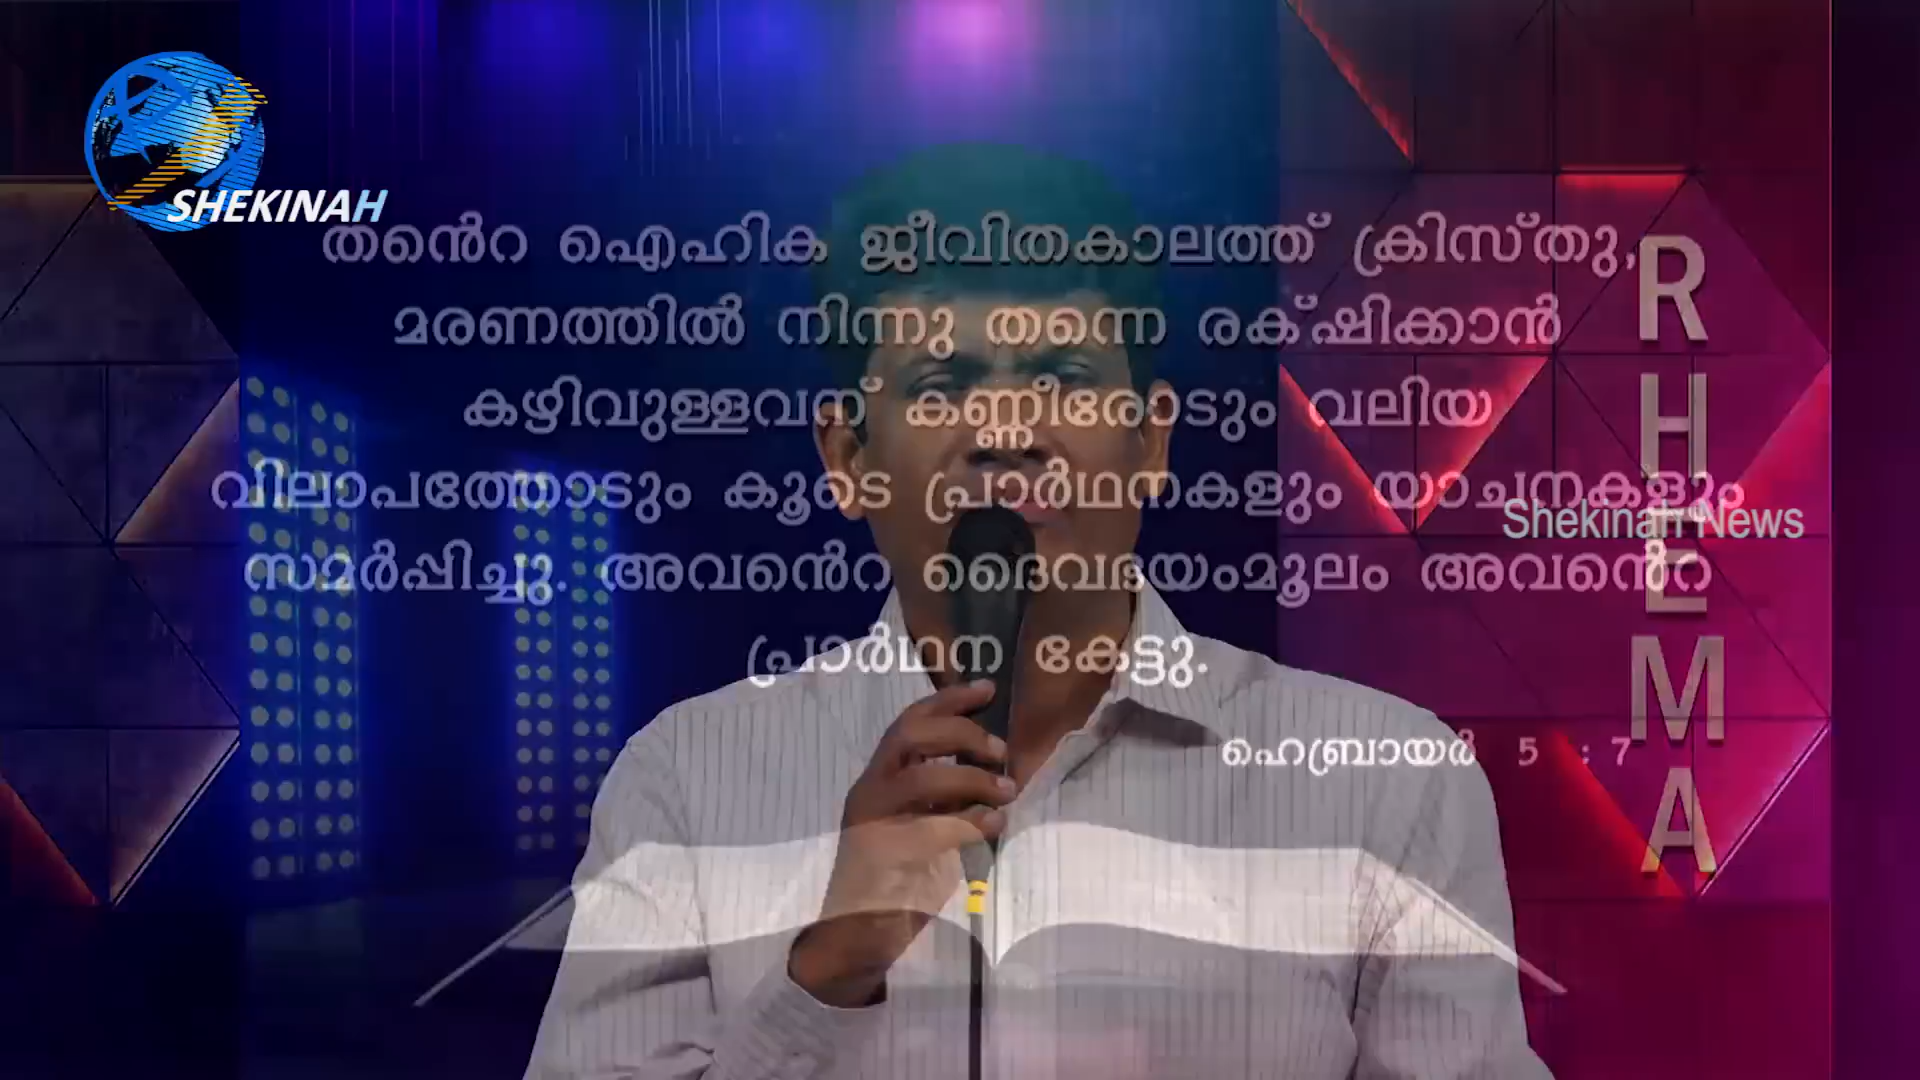 SHEKINAH
തൻെറ ഐഹിക ജീവിതകാലത്ത് ക്രിസ്തു,
മരണത്തിൽ നിന്നു തന്നെ രക്ഷിക്കാൻ
കഴിവുള്ളവന് കണ്ണീരോടും വലിയ
വിലാപത്തോടും കൂടെ പ്രാർഥനകളും യാചനകളും
സമർപ്പിച്ചു. അവൻെറ ദൈവഭയംമൂലം അവൻെറ
പ്രാർഥന കേട്ടു.
ഹെബ്രായർ 5 : 7
RHEMA
Shekinah News